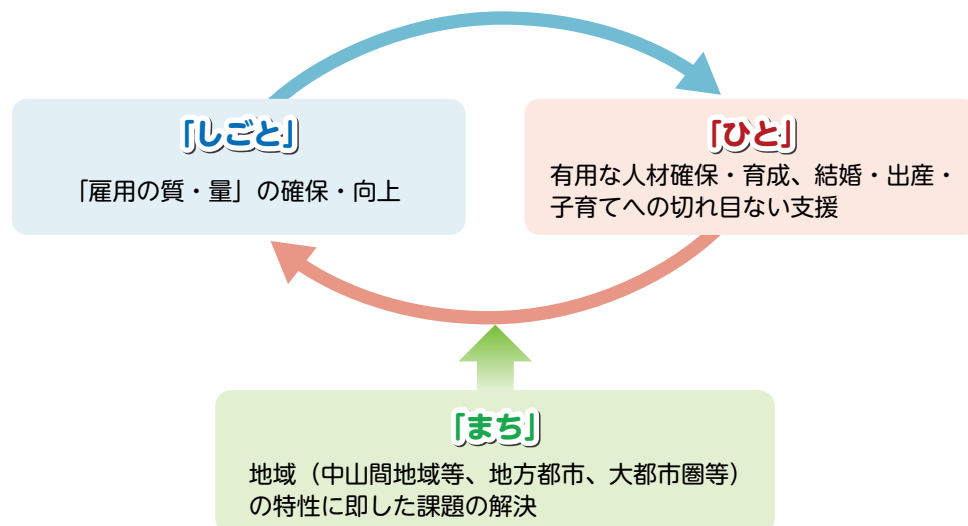 「しごと」
「雇用の質・量」の確保・向上
「ひと」
有用な人材確保・育成、結婚・出産・
子育てへの切れ目ない支援
「まち」
地域（中山間地域等、地方都市、大都市圏等）
の特性に即した課題の解決